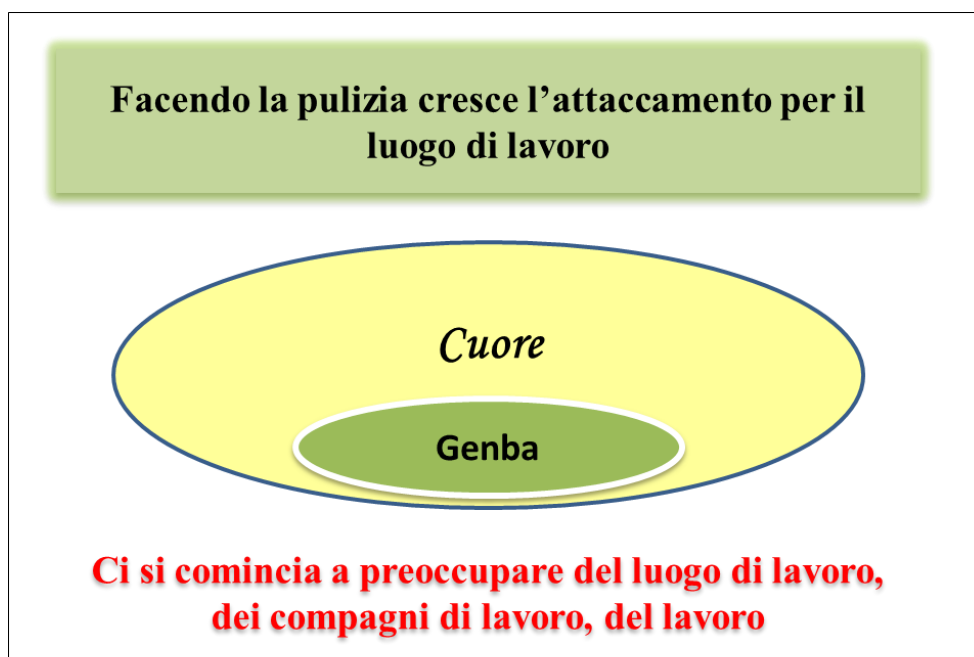 Facendo la pulizia cresce l’attaccamento per il
luogo di lavoro
Cuore
Genba
Ci si comincia a preoccupare del luogo di lavoro,
dei compagni di lavoro, del lavoro